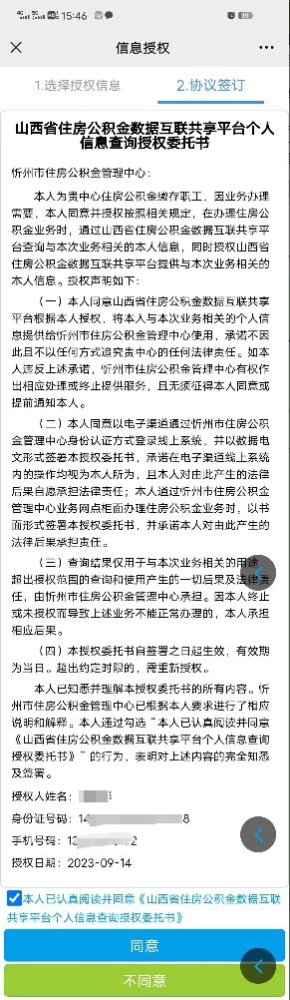 15:46
19
信息授权
1.选择授权信息
2.协议签订
山西省住房公积金数据互联共享平台个人
信息查询授权委托书
忻州市住房公积金管理中心：
本人为贵中心住房公积金缴存职工，因业务办理
需要，本人同意并授权按照相关规定，在办理住房公
积金业务时，通过山西省住房公积金数据互联共享平
台查询与本次业务相关的本人信息，同时授权山西省
住房公积金数据互联共享平台提供与本次业务相关的
本人信息。授权声明如下：
（一）本人同意山西省住房公积金数据互联共享
平台根据本人授权，将本人与本次业务相关的个人信
息提供给忻州市住房公积金管理中心使用，承诺不因
此且不以任何方式追究贵中心的任何法律责任。如本
人违反上述承诺，忻州市住房公积金管理中心有权作
出相应处理或终止提供服务，且无须征得本人同意或
提前通知本人。
（二）本人同意以电子渠道通过忻州市住房公积
金管理中心身份认证方式登录线上系统，并以数据电
文形式签署本授权委托书，承诺在电子渠道线上系统
内的操作均视为本人所为，且本人对由此产生的法律
后果自愿承担法律责任；本人通过忻州市住房公积金
管理中心业务网点柜面办理住房公积金业务时，以书
面形式签署本授权委托书，并承诺本人对由此产生的
法律后果承担责任。
（三）查询结果仅用于与本次业务相关的用途，
超出授权范围的查询和使用产生的一切后果及法律责
任，由忻州市住房公积金管理中心承担。因本人终止
或未授权而导致上述业务不能正常办理的，本人承担
相应后果。
（四）本授权委托书自签署之日起生效，有效期
为当日。超出约定时限的，需重新授权。
本人已知悉并理解本授权委托书的所有内容。忻
州市住房公积金管理中心已根据本人要求进行了相应
说明和解释。本人通过勾选“本人已认真阅读并同意
《山西省住房公积金数据互联共享平台个人信息查询
授权委托书》”的行为，表明对上述内容的完全知悉
及签署。
授权人姓名：
身份证号码：14 8
手机号码：13 2
授权日期：2023-09-14
本人已认真阅读并同意《山西省住房公积金数据互联
共享平台个人信息查询授权委托书》
同意
不同意